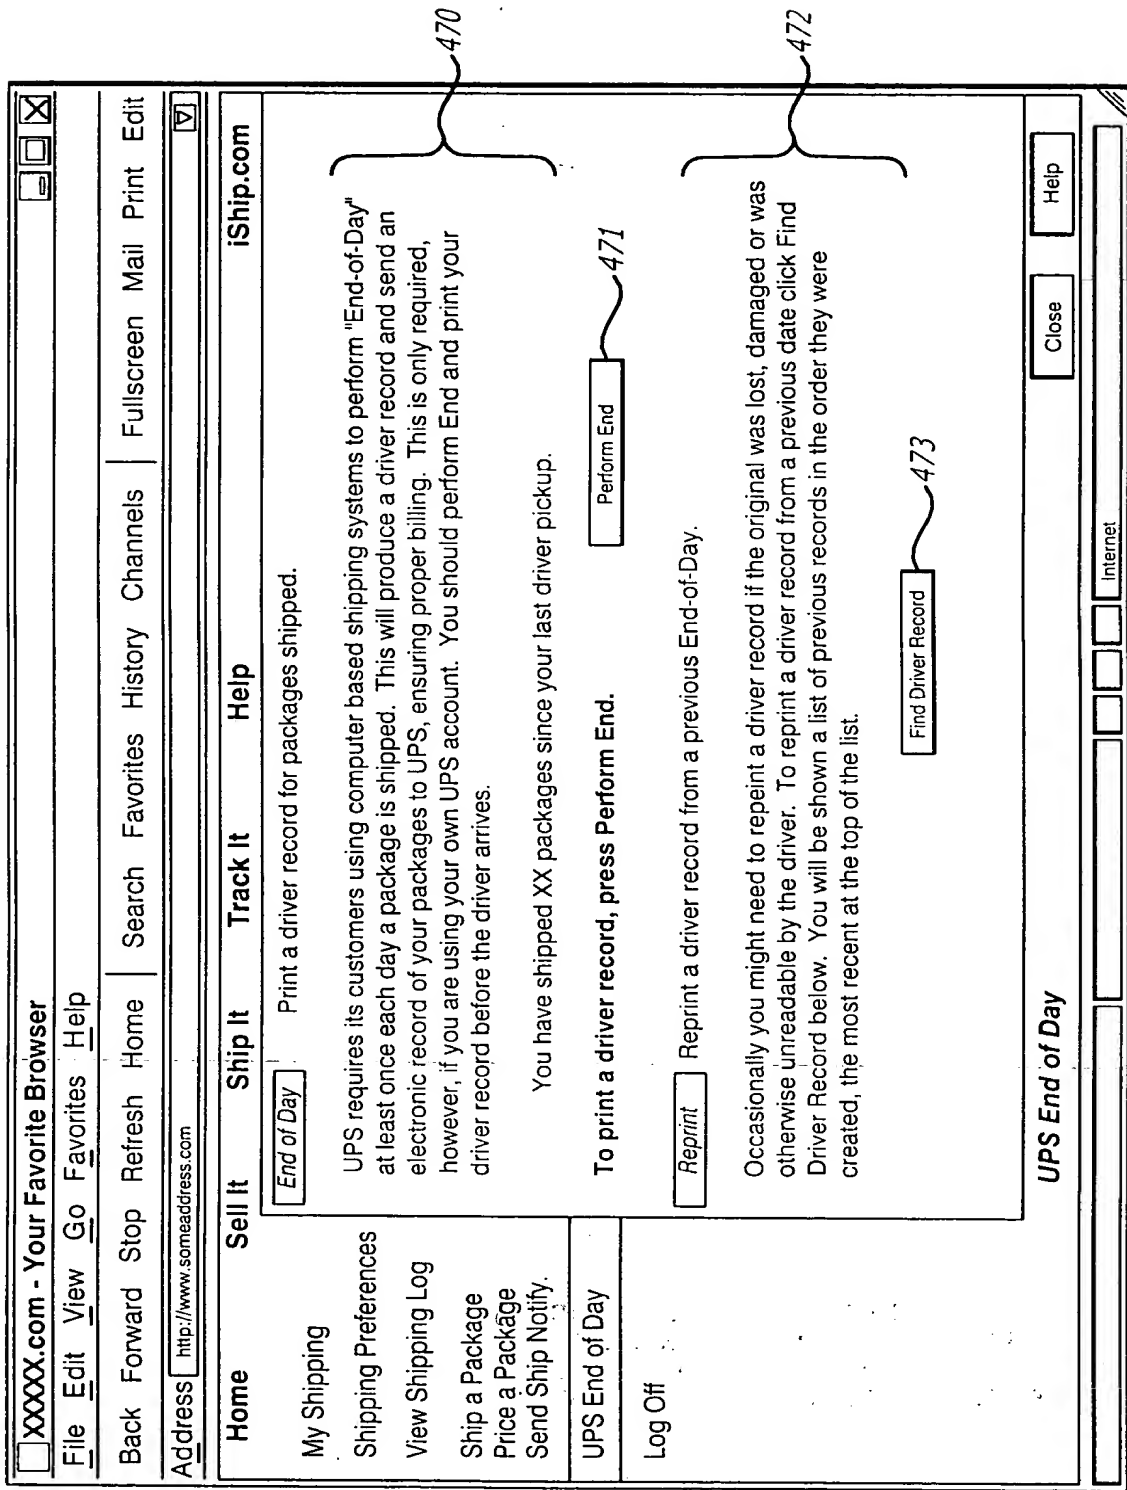 XXXXX.com - Your Favorite Browser
File Edit View Go Favorites Help
Back Forward Stop Refresh Home Search Favorites History Channels Fullscreen Mail Print Edit
Address http://www.someaddress.com
Home Sell It Ship It Track It Help iShip.com
My Shipping
Shipping Preferences
View Shipping Log
Ship a Package
Price a Package
Send Ship Notify.
UPS End of Day
Log Off
End of Day Print a driver record for packages shipped.
UPS requires its customers using computer based shipping systems to perform "End-of-Day"
at least once each day a package is shipped. This will produce a driver record and send an
electronic record of your packages to UPS, ensuring proper billing. This is only required,
however, if you are using your own UPS account. You should perform End and print your
driver record before the driver arrives.
470
You have shipped XX packages since your last driver pickup.
To print a driver record, press Perform End.
Perform End
471
Reprint Reprint a driver record from a previous End-of-Day.
Occasionally you might need to repeint a driver record if the original was lost, damaged or was
otherwise unreadable by the driver. To reprint a driver record from a previous date click Find
Driver Record below. You will be shown a list of previous records in the order they were
created, the most recent at the top of the list.
472
Find Driver Record
473
UPS End of Day
Close Help
Internet